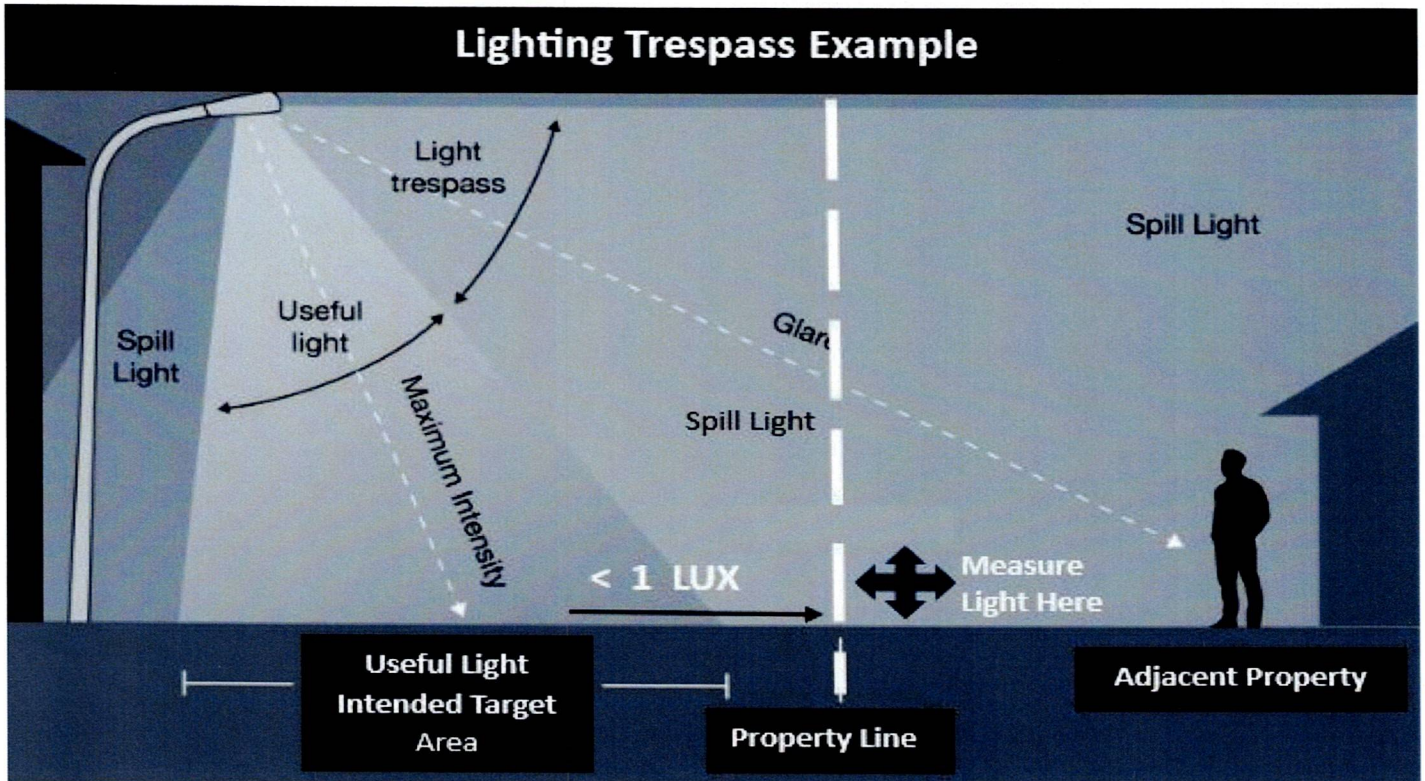 Lighting Trespass Example
Light
trespass
Spill Light
Useful
light
Spill
Light
Glare
Maximum Intensity
Spill Light
< 1 LUX
Measure
Light Here
Useful Light
Intended Target
Area
Adjacent Property
Property Line